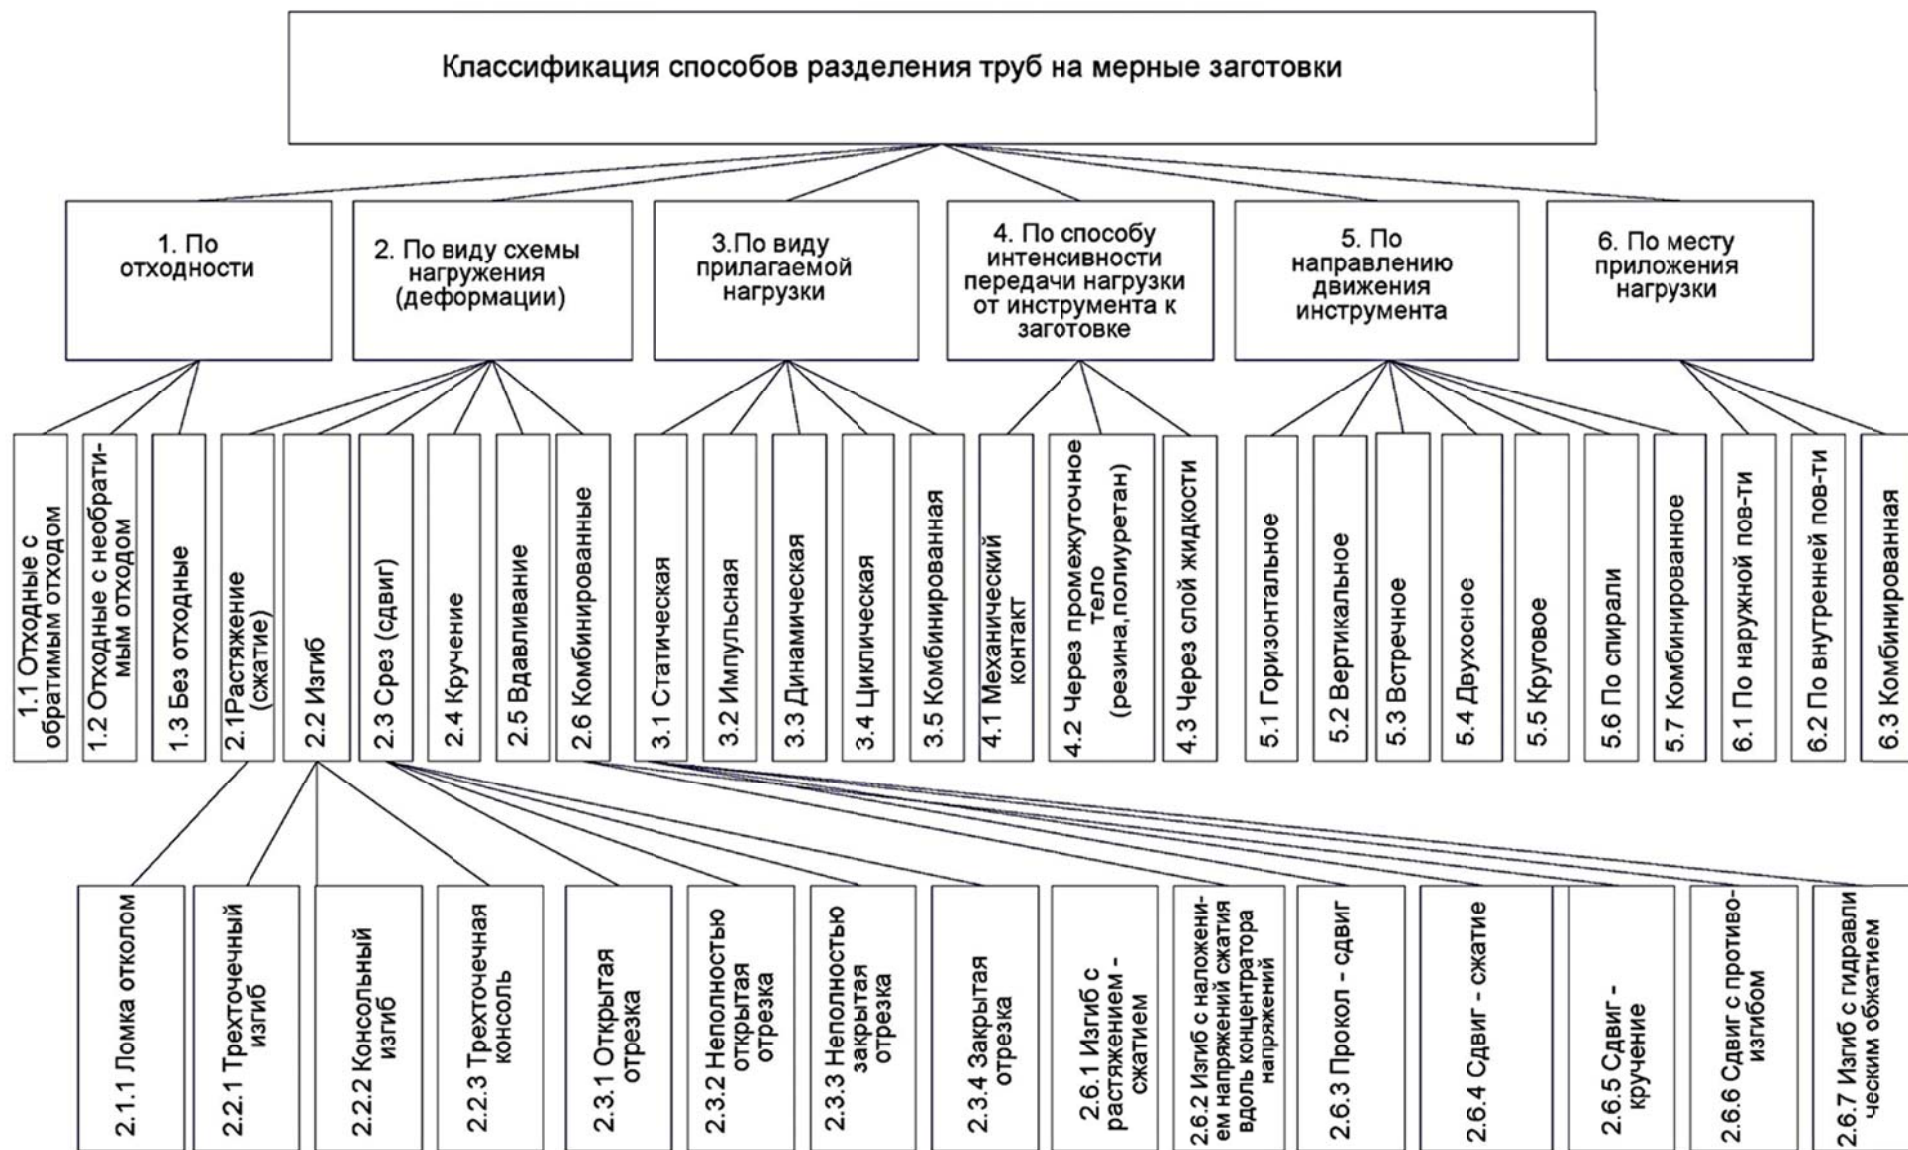 Классификация способов разделения труб на мерные заготовки
1. По
отходности
2. По виду схемы
нагружения
(деформации)
3.По виду
прилагаемой
нагрузки
4. По способу
интенсивности
передачи нагрузки
от инструмента к
заготовке
5. По
направлению
движения
инструмента
6. По месту
приложения
нагрузки
1.1 Отходные с
обратимым отходом
1.2 Отходные с необрати-
мым отходом
1.3 Без отходные
2.1Растяжение
(сжатие)
2.2 Изгиб
2.3 Срез (сдвиг)
2.4 Кручение
2.5 Вдавливание
2.6 Комбинированные
3.1 Статическая
3.2 Импульсная
3.3 Динамическая
3.4 Циклическая
3.5 Комбинированная
4.1 Механический
контакт
4.2 Через промежуточное
тело
(резина,полиуретан)
4.3 Через слой жидкости
5.1 Горизонтальное
5.2 Вертикальное
5.3 Встречное
5.4 Двухосное
5.5 Круговое
5.6 По спирали
5.7 Комбинированное
6.1 По наружной пов-ти
6.2 По внутренней пов-ти
6.3 Комбинированная
2.1.1 Ломка отколом
2.2.1 Трехточечный
изгиб
2.2.2 Консольный
изгиб
2.2.3 Трехточечная
консоль
2.3.1 Открытая
отрезка
2.3.2 Неполностью
открытая
отрезка
2.3.3 Неполностью
закрытая
отрезка
2.3.4 Закрытая
отрезка
2.6.1 Изгиб с
растяжением -
сжатием
2.6.2 Изгиб с наложени-
ем напряжений сжатия
вдоль концентратора
напряжений
2.6.3 Прокол - сдвиг
2.6.4 Сдвиг - сжатие
2.6.5 Сдвиг -
кручение
2.6.6 Сдвиг с противо-
изгибом
2.6.7 Изгиб с гидравли
ческим обжатием